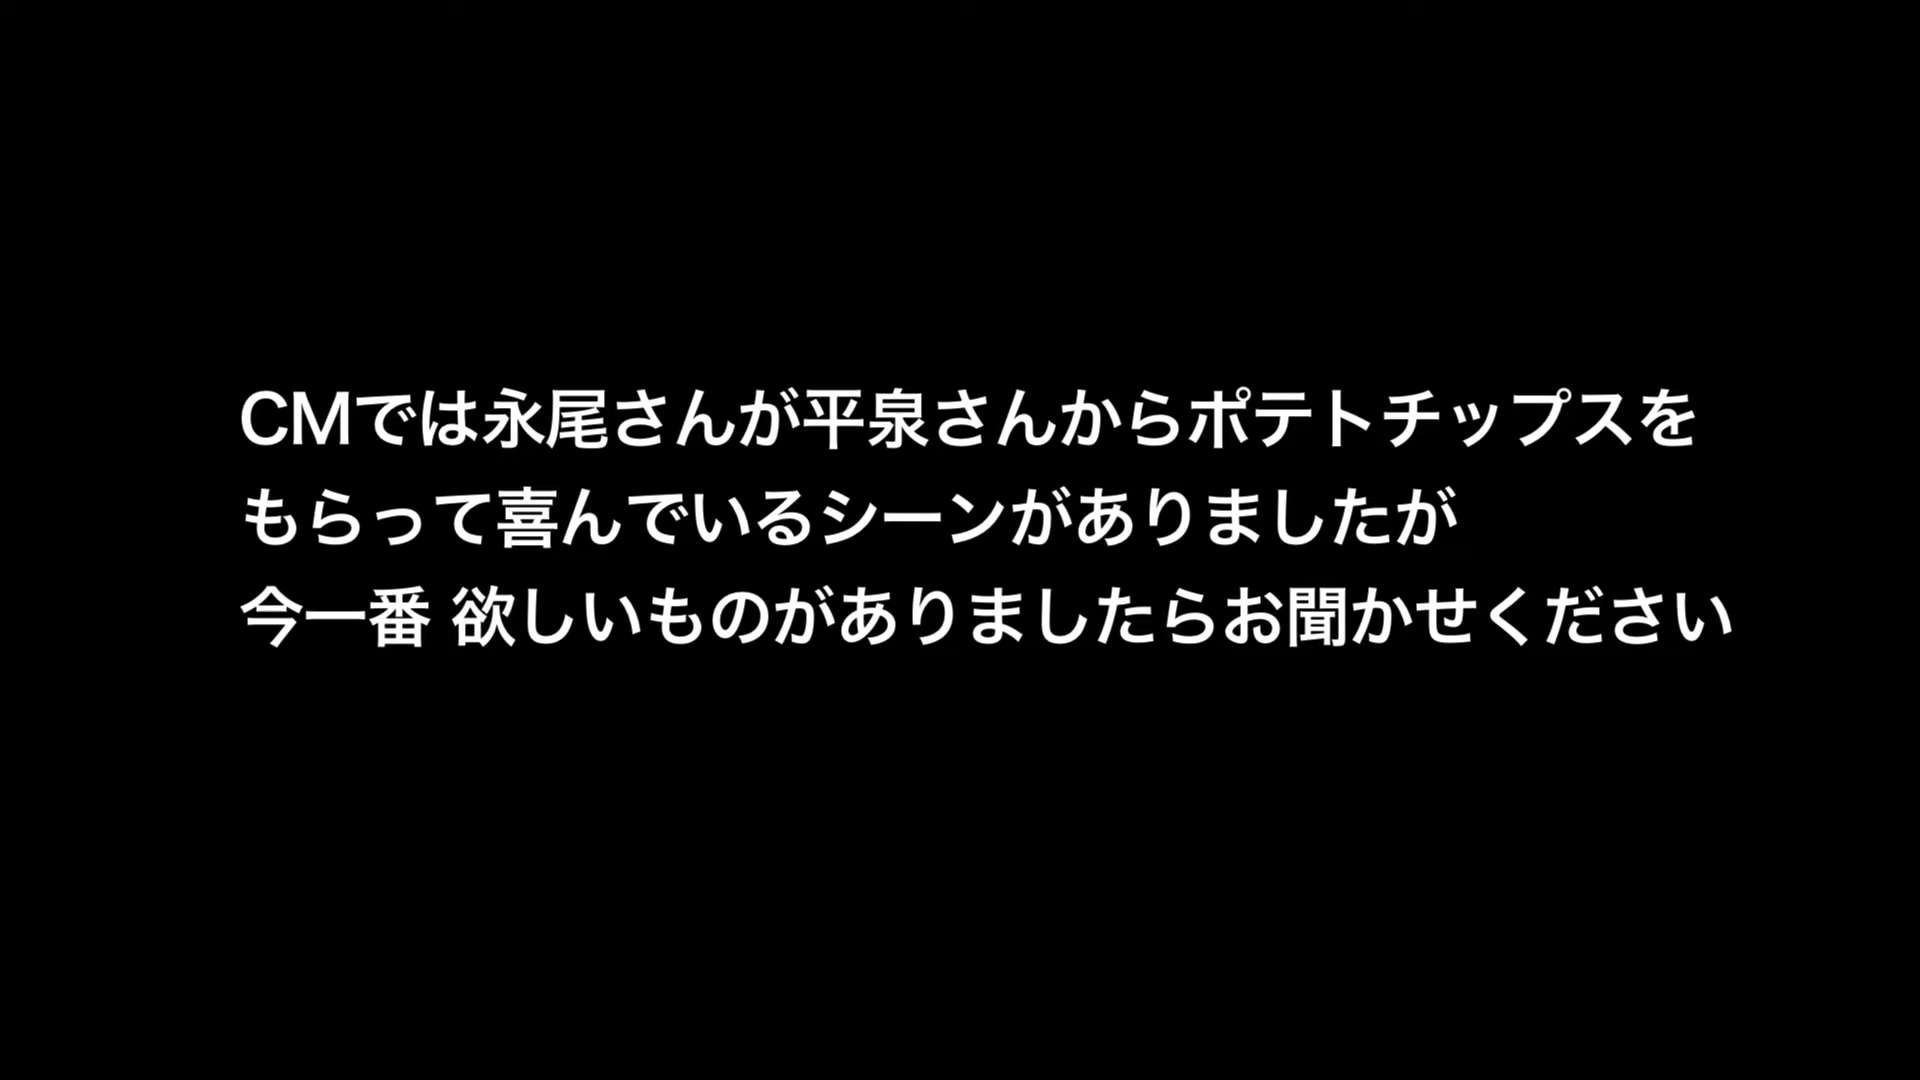 CMでは永尾さんが平泉さんからポテトチップスを
もらって喜んでいるシーンがありましたが
今一番 欲しいものがありましたらお聞かせください